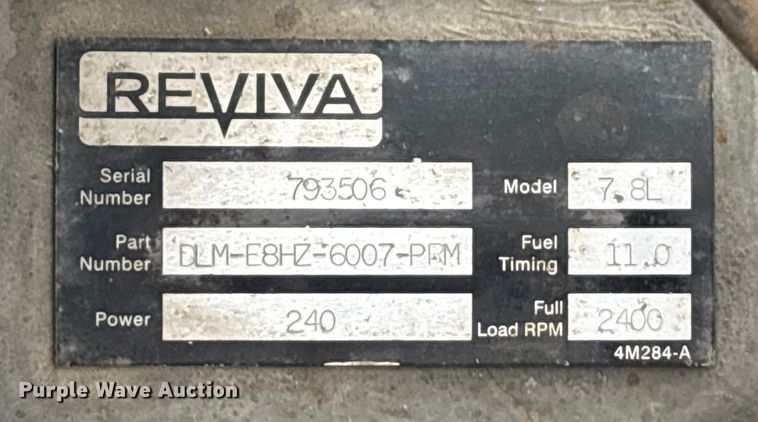 REVIVA
Serial Number 793506 Model 7.8L
Part Number DLM-E8HZ-6007-PRM Fuel Timing 11.0
Power 240 Full Load RPM 2400
4M284-A
Purple Wave Auction